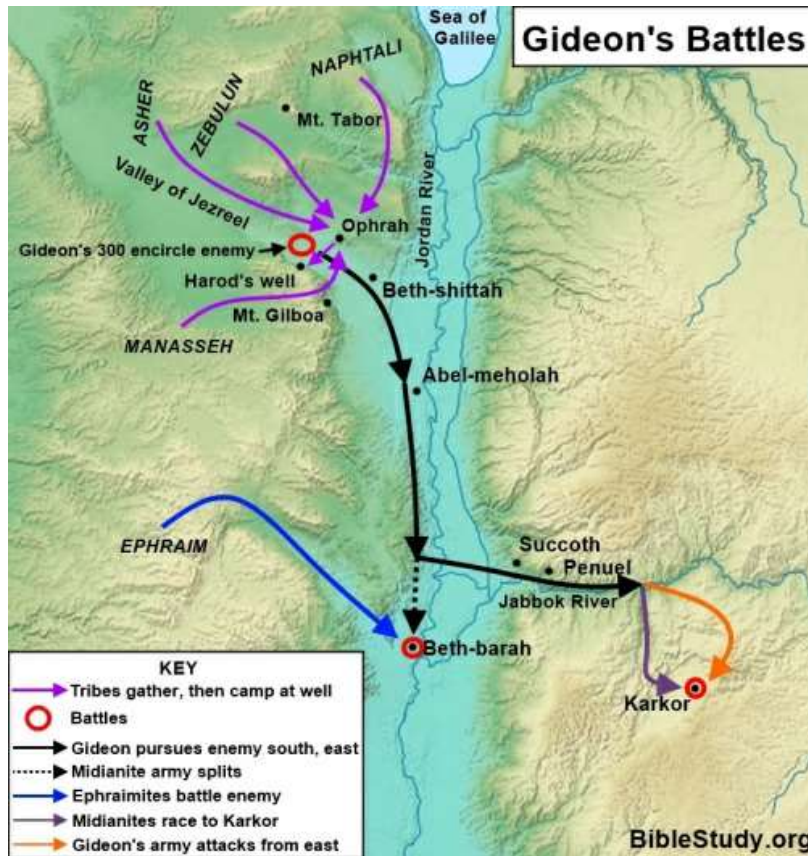 Sea of
Galilee
Gideon's Battles
NAPHTALI
ASHER
ZEBULUN
Mt. Tabor
Valley of Jezreel
Jordan River
Ophrah
Gideon's 300 encircle enemy
Harod's well
Beth-shittah
Mt. Gilboa
MANASSEH
Abel-meholah
EPHRAIM
Succoth
Penuel
Jabbok River
Beth-barah
Karkor
KEY
Tribes gather, then camp at well
Battles
Gideon pursues enemy south, east
Midianite army splits
Ephraimites battle enemy
Midianites race to Karkor
Gideon's army attacks from east
BibleStudy.org